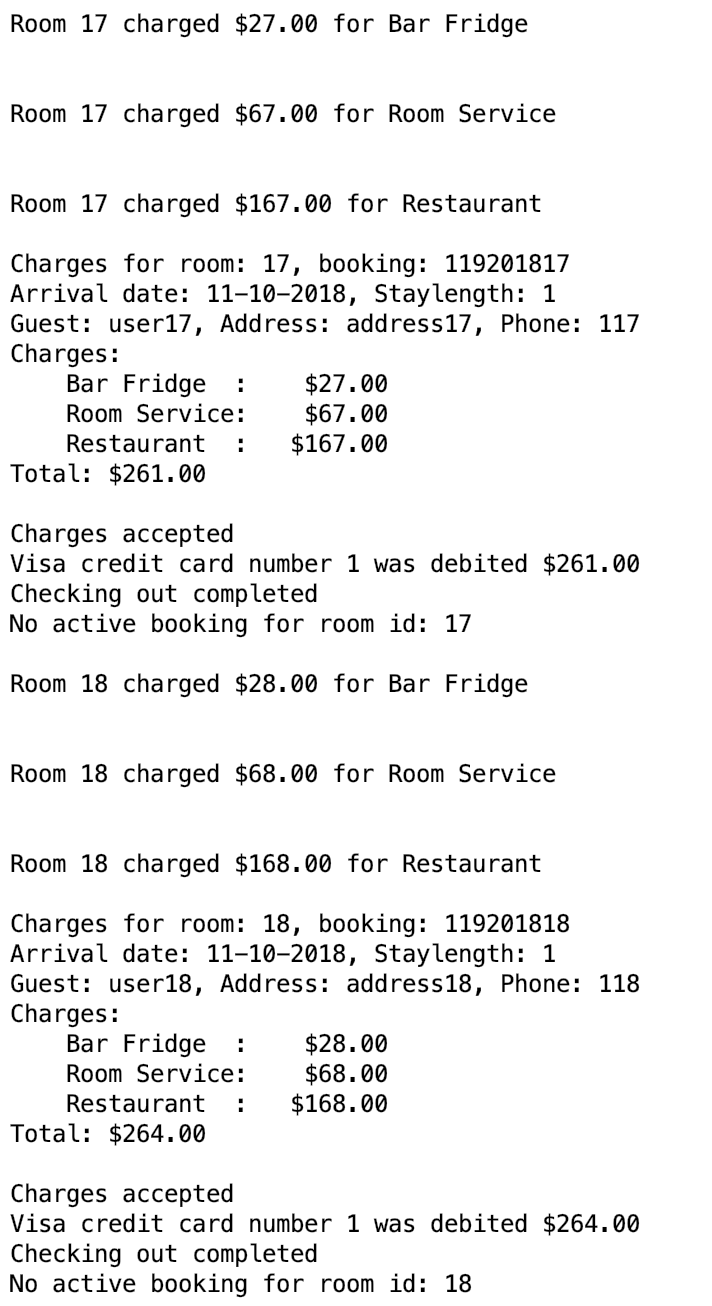 Room 17 charged $27.00 for Bar Fridge
Room 17 charged $67.00 for Room Service
Room 17 charged $167.00 for Restaurant
Charges for room: 17, booking: 119201817
Arrival date: 11-10-2018, Staylength: 1
Guest: user17, Address: address17, Phone: 117
Charges:
    Bar Fridge  :    $27.00
    Room Service:    $67.00
    Restaurant  :   $167.00
Total: $261.00
Charges accepted
Visa credit card number 1 was debited $261.00
Checking out completed
No active booking for room id: 17
Room 18 charged $28.00 for Bar Fridge
Room 18 charged $68.00 for Room Service
Room 18 charged $168.00 for Restaurant
Charges for room: 18, booking: 119201818
Arrival date: 11-10-2018, Staylength: 1
Guest: user18, Address: address18, Phone: 118
Charges:
    Bar Fridge  :    $28.00
    Room Service:    $68.00
    Restaurant  :   $168.00
Total: $264.00
Charges accepted
Visa credit card number 1 was debited $264.00
Checking out completed
No active booking for room id: 18